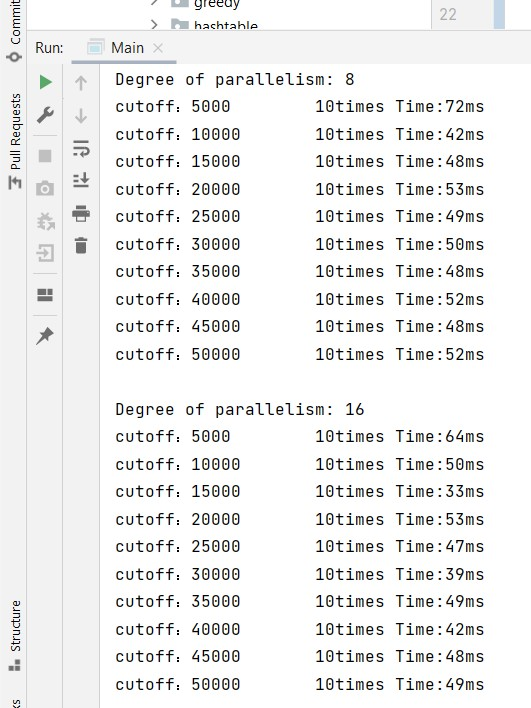 greedy
hashtable
22
Commit
Pull Requests
Structure
Run: Main
Degree of parallelism: 8
cutoff：5000 10times Time:72ms
cutoff：10000 10times Time:42ms
cutoff：15000 10times Time:48ms
cutoff：20000 10times Time:53ms
cutoff：25000 10times Time:49ms
cutoff：30000 10times Time:50ms
cutoff：35000 10times Time:48ms
cutoff：40000 10times Time:52ms
cutoff：45000 10times Time:48ms
cutoff：50000 10times Time:52ms
Degree of parallelism: 16
cutoff：5000 10times Time:64ms
cutoff：10000 10times Time:50ms
cutoff：15000 10times Time:33ms
cutoff：20000 10times Time:53ms
cutoff：25000 10times Time:47ms
cutoff：30000 10times Time:39ms
cutoff：35000 10times Time:49ms
cutoff：40000 10times Time:42ms
cutoff：45000 10times Time:48ms
cutoff：50000 10times Time:49ms